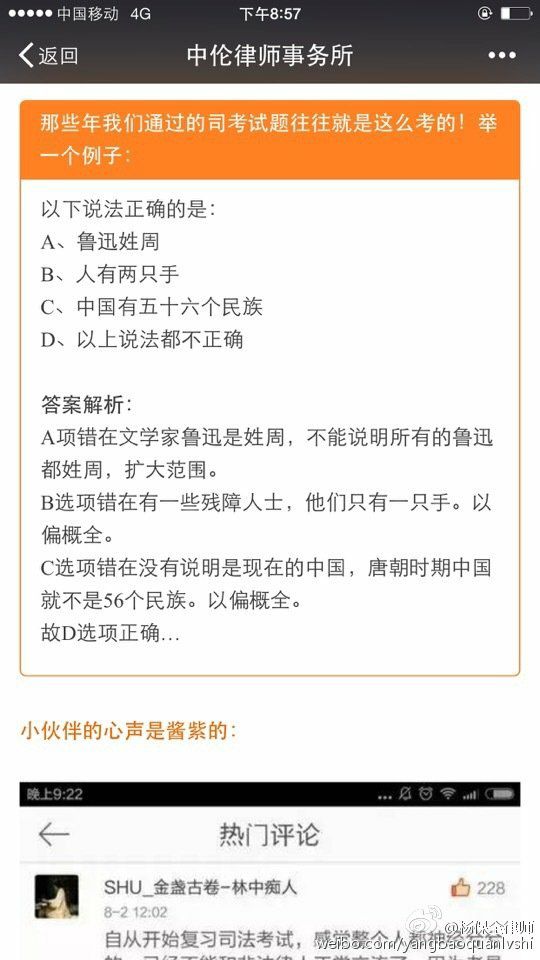 中国移动 4G 下午8:57
返回 中伦律师事务所
那些年我们通过的司考试题往往就是这么考的！举
一个例子：
以下说法正确的是：
A、鲁迅姓周
B、人有两只手
C、中国有五十六个民族
D、以上说法都不正确
答案解析：
A项错在文学家鲁迅是姓周，不能说明所有的鲁迅
都姓周，扩大范围。
B选项错在有一些残障人士，他们只有一只手。以
偏概全。
C选项错在没有说明是现在的中国，唐朝时期中国
就不是56个民族。以偏概全。
故D选项正确...
小伙伴的心声是酱紫的：
晚上9:22
热门评论
SHU_金盏古卷-林中痴人 228
8-2 12:02
自从开始复习司法考试，感觉整个人都神经兮兮
@杨保全律师
weibo.com/yangbaoquanlvshi